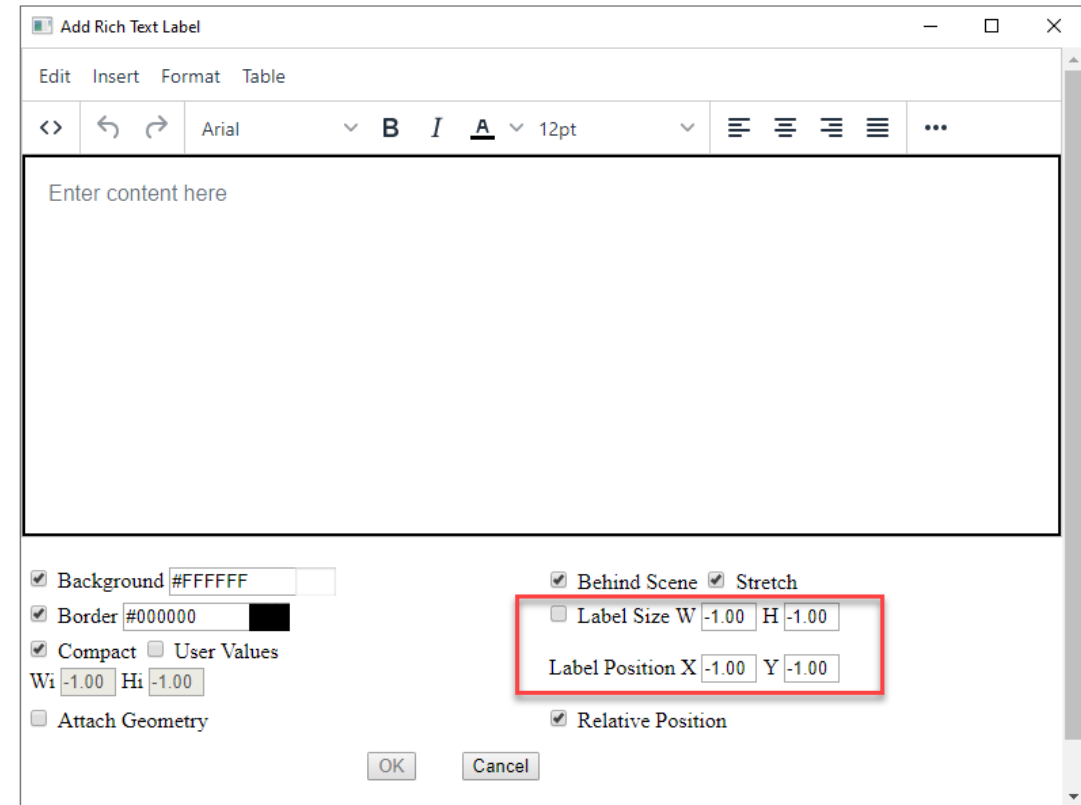 Add Rich Text Label
Edit Insert Format Table
<> Arial B I A 12pt ...
Enter content here
Background #FFFFFF
Behind Scene Stretch
Border #000000
Label Size W -1.00 H -1.00
Compact User Values
Wi -1.00 Hi -1.00
Label Position X -1.00 Y -1.00
Attach Geometry
Relative Position
OK Cancel